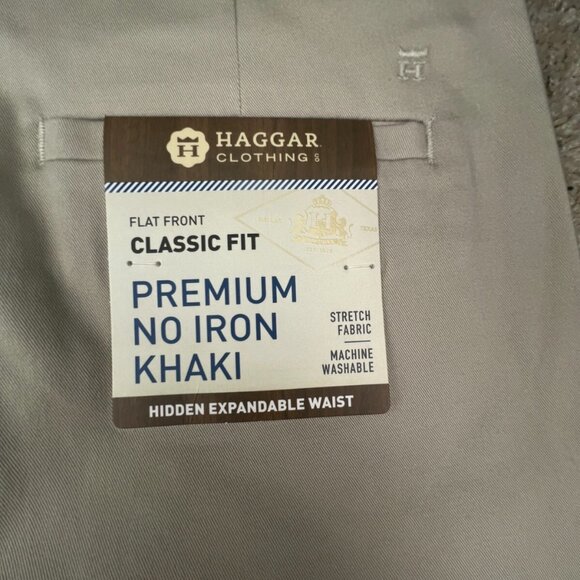 H
H
HAGGAR
CLOTHING CO
FLAT FRONT
CLASSIC FIT
PREMIUM
NO IRON
KHAKI
STRETCH
FABRIC
MACHINE
WASHABLE
HIDDEN EXPANDABLE WAIST